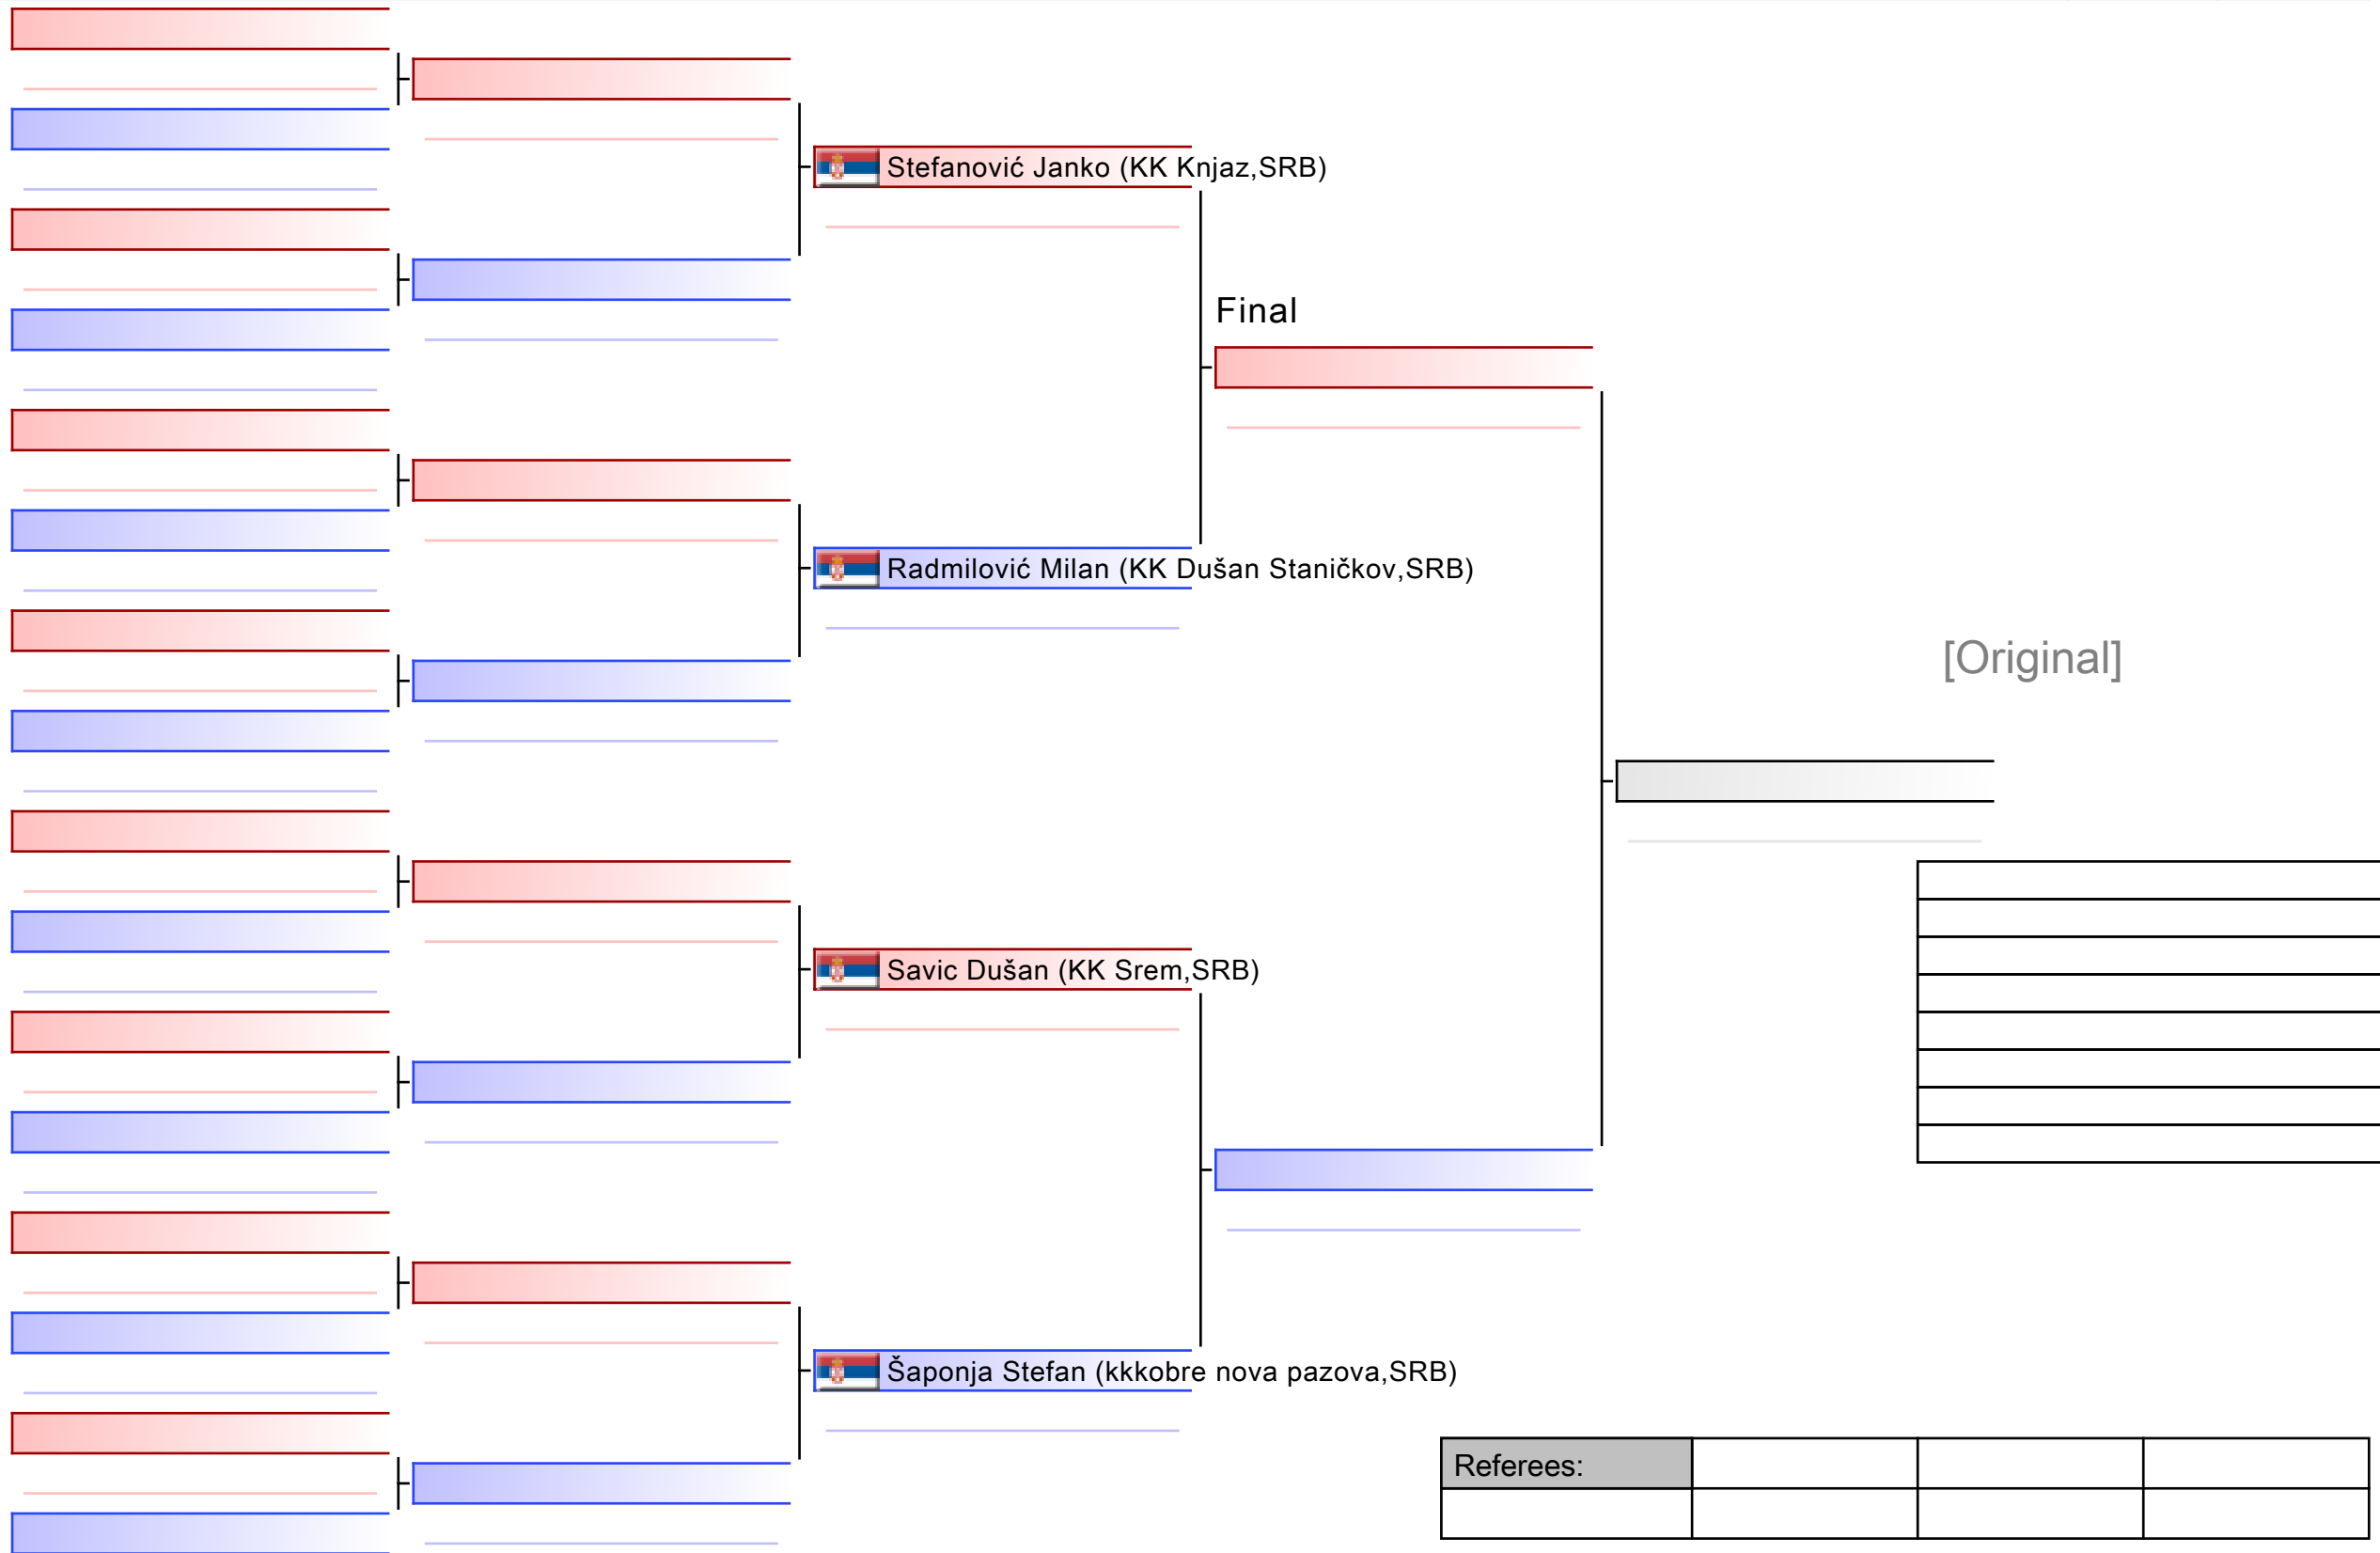 Stefanović Janko (KK Knjaz,SRB)
Final
Radmilović Milan (KK Dušan Staničkov,SRB)
[Original]
Savic Dušan (KK Srem,SRB)
Šaponja Stefan (kkkobre nova pazova,SRB)
Referees: